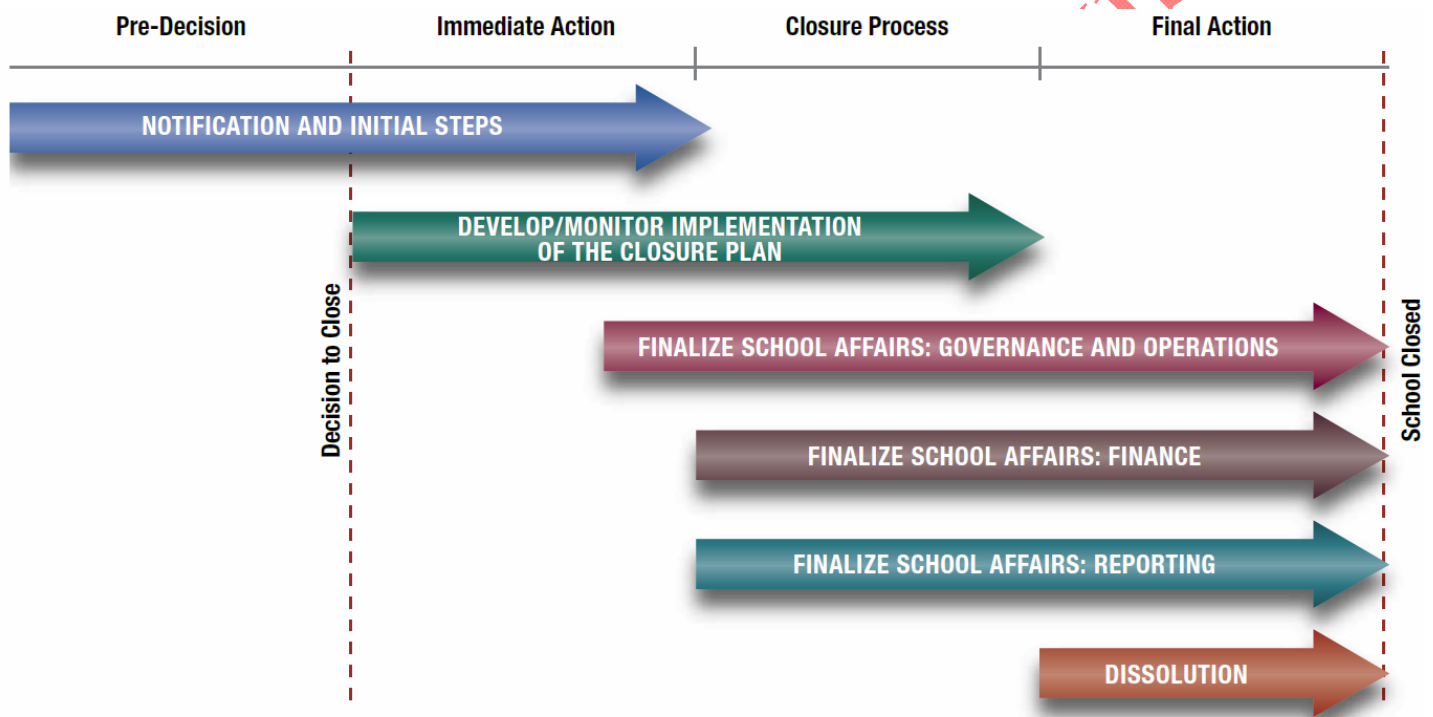 Pre-Decision
Immediate Action
Closure Process
Final Action
NOTIFICATION AND INITIAL STEPS
DEVELOP/MONITOR IMPLEMENTATION
OF THE CLOSURE PLAN
Decision to Close
FINALIZE SCHOOL AFFAIRS: GOVERNANCE AND OPERATIONS
School Closed
FINALIZE SCHOOL AFFAIRS: FINANCE
FINALIZE SCHOOL AFFAIRS: REPORTING
DISSOLUTION